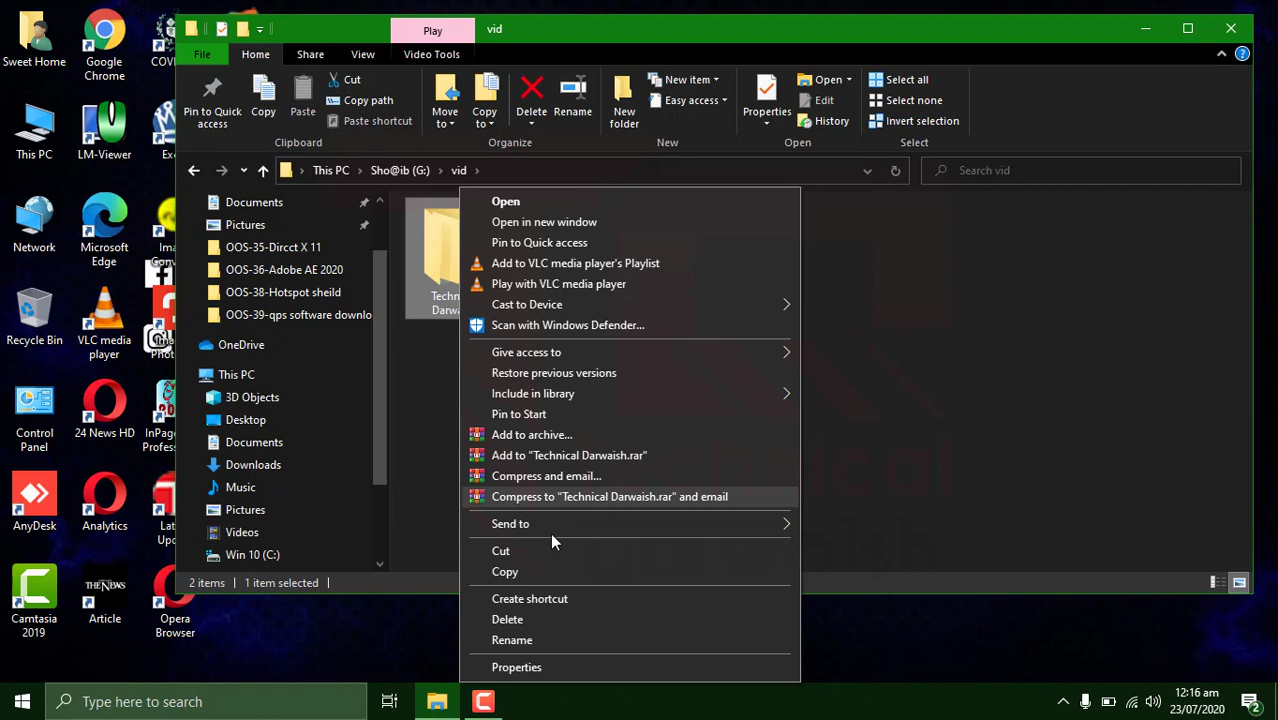 Sweet Home
Google Chrome
COVI
This PC
LM-Viewer
Exc
Network
Microsoft Edge
Ima
Conv
Recycle Bin
VLC media player
Ima
Phot
Control Panel
24 News HD
InPage
Profess
AnyDesk
Analytics
Late
Upd
Camtasia 2019
THE NEWS
Article
Opera Browser
Play
vid
File
Home
Share
View
Video Tools
Pin to Quick access
Copy
Paste
Cut
Copy path
Paste shortcut
Clipboard
Move to
Copy to
Delete
Rename
Organize
New folder
New item
Easy access
New
Properties
Open
Edit
History
Open
Select all
Select none
Invert selection
Select
This PC
Sho@ib (G:)
vid
Search vid
Documents
Pictures
OOS-35-Dircct X 11
OOS-36-Adobe AE 2020
OOS-38-Hotspot sheild
OOS-39-qps software downlo
OneDrive
This PC
3D Objects
Desktop
Documents
Downloads
Music
Pictures
Videos
Win 10 (C:)
Techn
Darwa
Open
Open in new window
Pin to Quick access
Add to VLC media player's Playlist
Play with VLC media player
Cast to Device
Scan with Windows Defender...
Give access to
Restore previous versions
Include in library
Pin to Start
Add to archive...
Add to "Technical Darwaish.rar"
Compress and email...
Compress to "Technical Darwaish.rar" and email
Send to
Cut
Copy
Create shortcut
Delete
Rename
Properties
2 items
1 item selected
Type here to search
12:16 am
23/07/2020
2